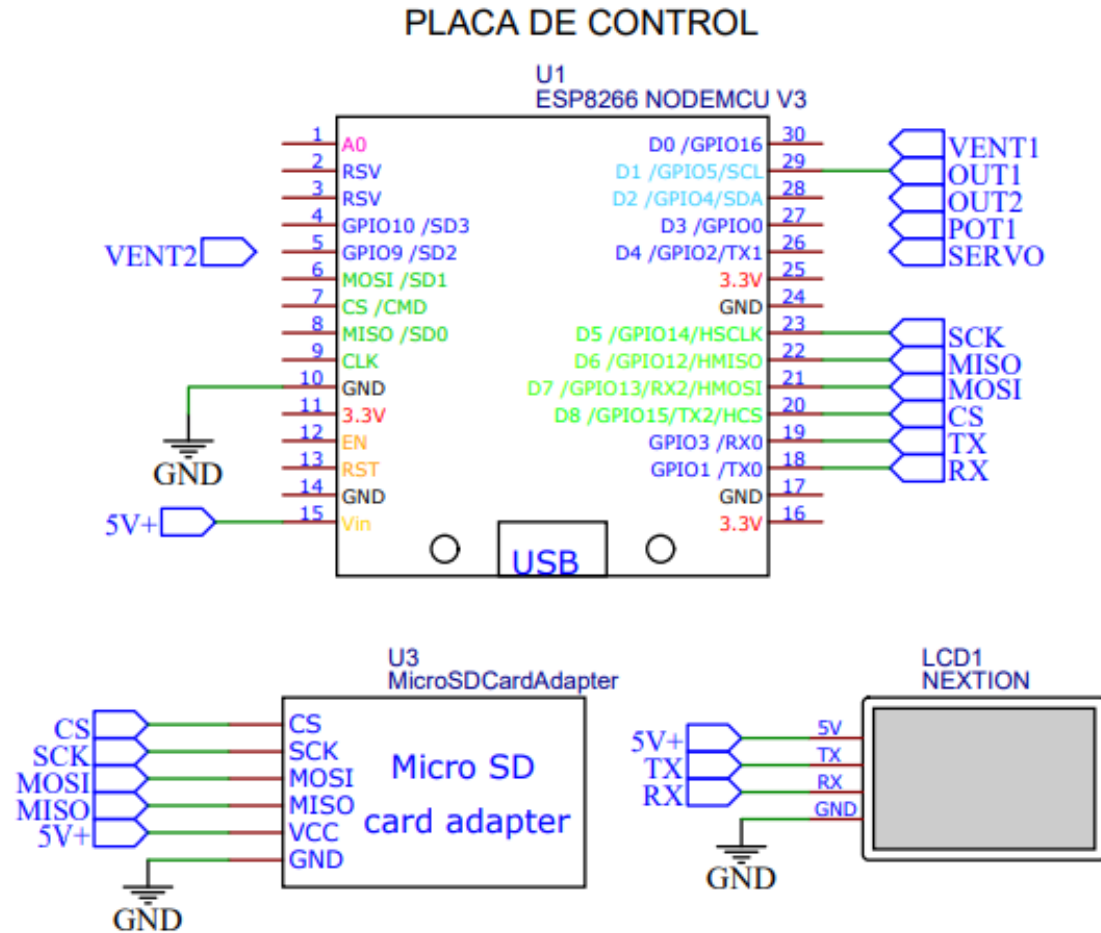 PLACA DE CONTROL
U1
ESP8266 NODEMCU V3
1 A0 D0 /GPIO16 30 VENT1
2 RSV D1 /GPIO5/SCL 29 OUT1
3 RSV D2 /GPIO4/SDA 28 OUT2
4 GPIO10 /SD3 D3 /GPIO0 27 POT1
VENT2 5 GPIO9 /SD2 D4 /GPIO2/TX1 26 SERVO
6 MOSI /SD1 3.3V 25
7 CS /CMD GND 24
8 MISO /SD0 D5 /GPIO14/HSCLK 23 SCK
9 CLK D6 /GPIO12/HMISO 22 MISO
10 GND D7 /GPIO13/RX2/HMOSI 21 MOSI
11 3.3V D8 /GPIO15/TX2/HCS 20 CS
12 EN GPIO3 /RX0 19 TX
GND 13 RST GPIO1 /TX0 18 RX
14 GND GND 17
5V+ 15 Vin 3.3V 16
USB
U3
MicroSDCardAdapter
CS CS
SCK SCK
MOSI MOSI
MISO MISO
5V+ VCC
GND
GND
Micro SD
card adapter
LCD1
NEXTION
5V+ 5V
TX TX
RX RX
GND
GND